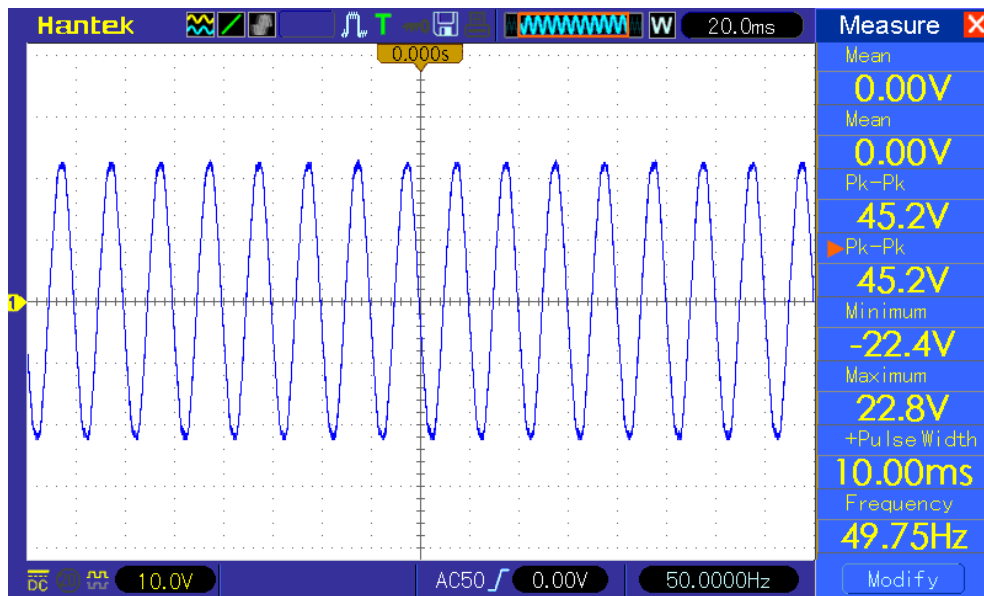 Hantek T W 20.0ms Measure X
0.000s
Mean
0.00V
Mean
0.00V
Pk-Pk
45.2V
Pk-Pk
45.2V
Minimum
-22.4V
Maximum
22.8V
+Pulse Width
10.00ms
Frequency
49.75Hz
1
DC 10.0V AC50 0.00V 50.0000Hz Modify